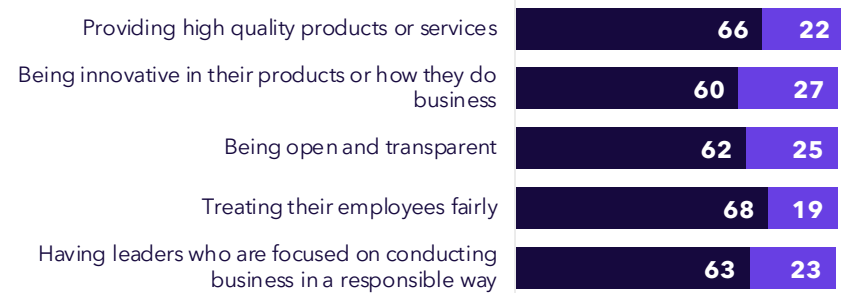 Providing high quality products or services 66 22
Being innovative in their products or how they do
business 60 27
Being open and transparent 62 25
Treating their employees fairly 68 19
Having leaders who are focused on conducting
business in a responsible way 63 23